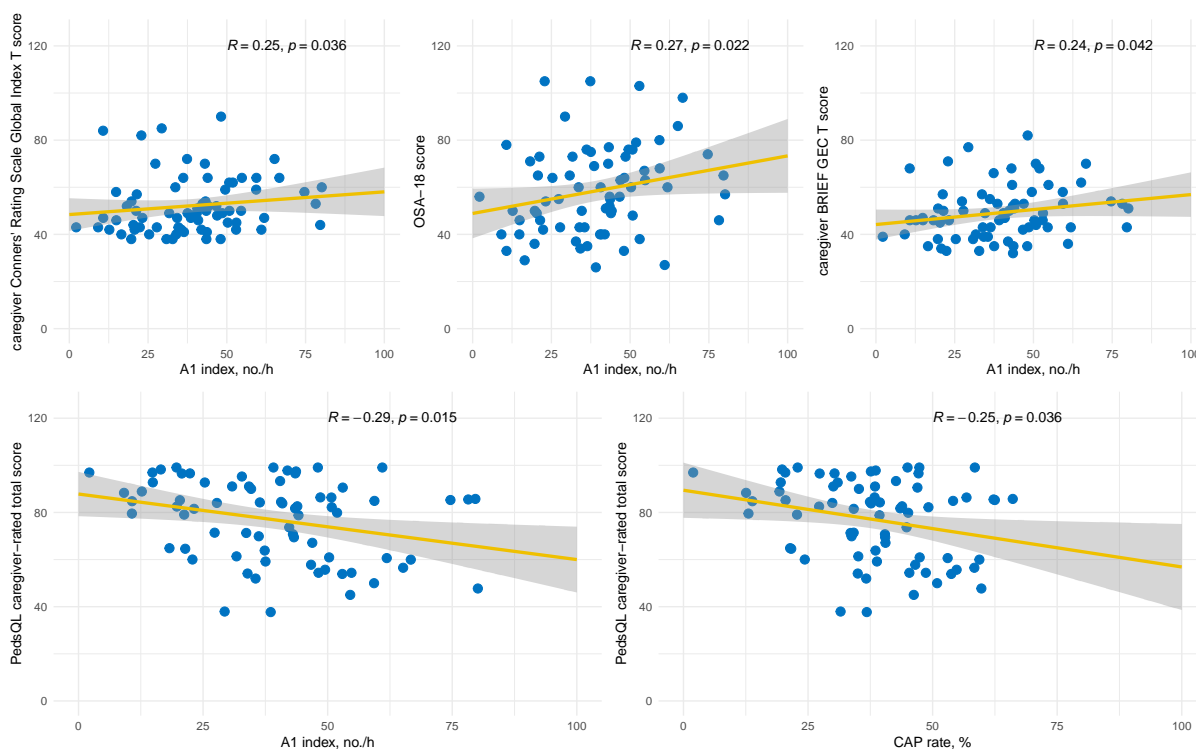 caregiver Conners' Rating Scale Global Index T score
120
80
40
0
R = 0.25, p = 0.036
0 25 50 75 100
A1 index, no./h
OSA−18 score
120
80
40
0
R = 0.27, p = 0.022
0 25 50 75 100
A1 index, no./h
caregiver BRIEF GEC T score
120
80
40
0
R = 0.24, p = 0.042
0 25 50 75 100
A1 index, no./h
PedsQL caregiver−rated total score
120
80
40
0
R = −0.29, p = 0.015
0 25 50 75 100
A1 index, no./h
PedsQL caregiver−rated total score
120
80
40
0
R = −0.25, p = 0.036
0 25 50 75 100
CAP rate, %